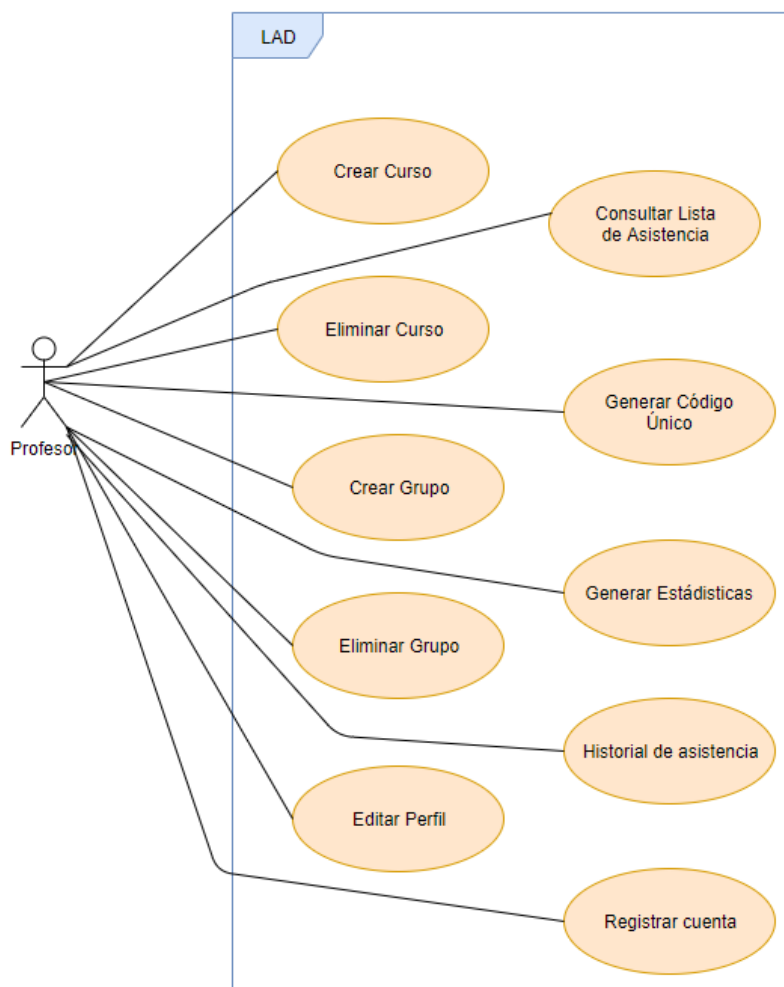 LAD
Crear Curso
Consultar Lista
de Asistencia
Eliminar Curso
Generar Código
Único
Profesor
Crear Grupo
Generar Estádisticas
Eliminar Grupo
Historial de asistencia
Editar Perfil
Registrar cuenta